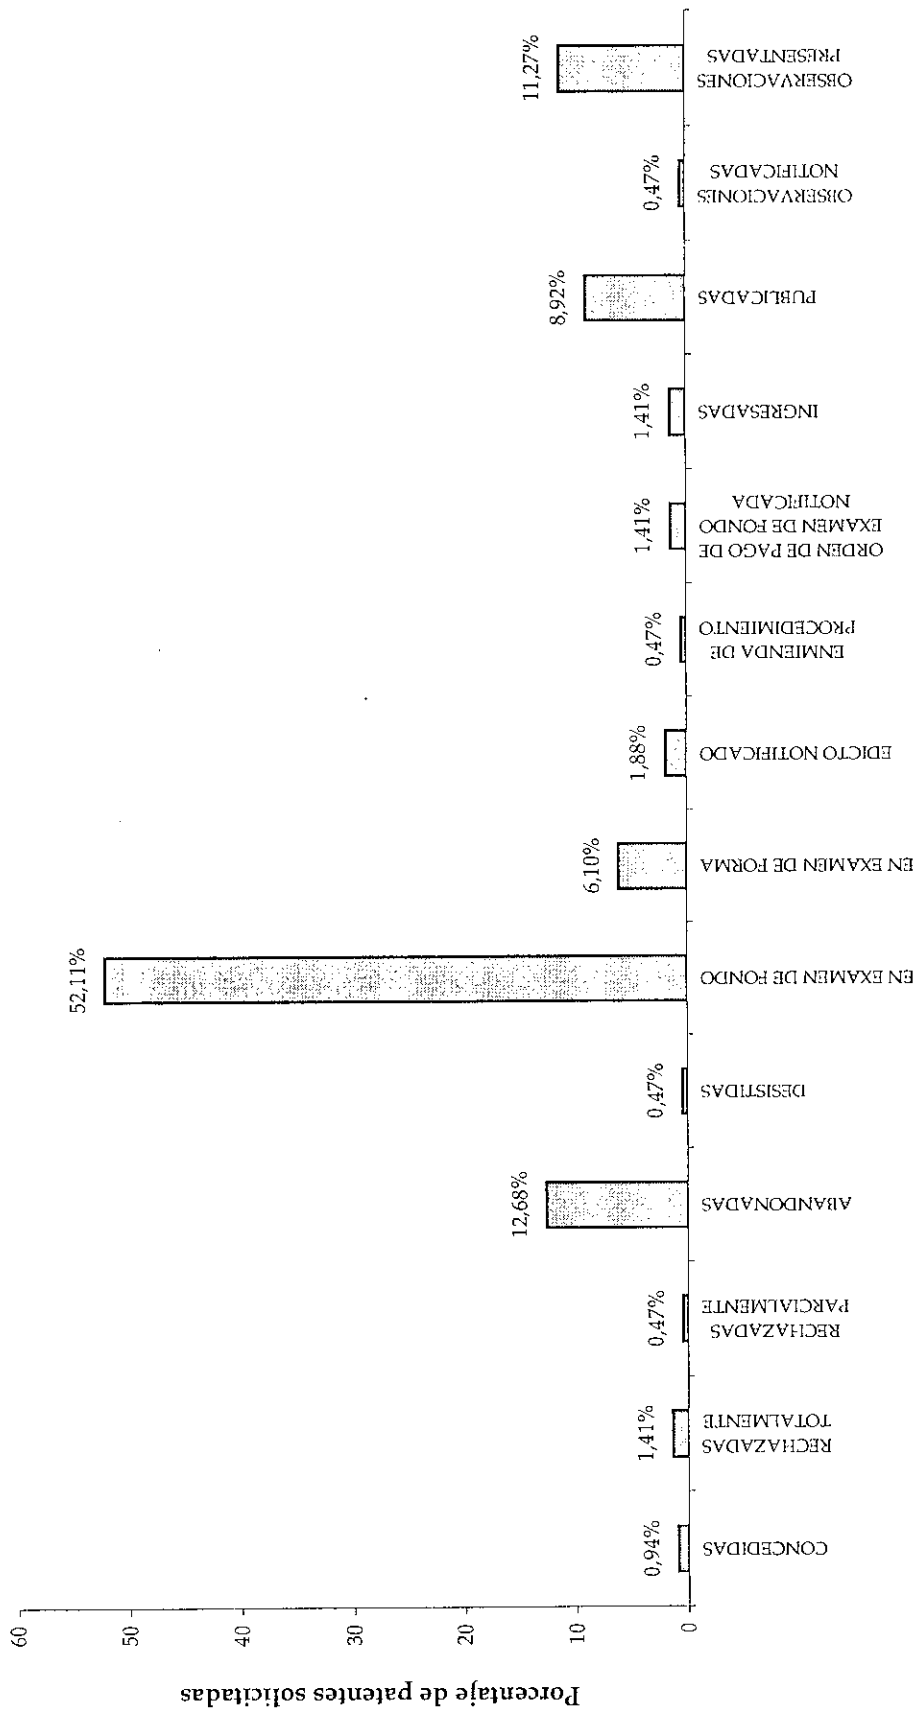 Porcentaje de patentes solicitadas
60
50
40
30
20
10
0
0,94%
1,41%
0,47%
12,68%
0,47%
52,11%
6,10%
1,88%
0,47%
1,41%
1,41%
8,92%
0,47%
11,27%
CONCEDIDAS
RECHAZADAS
TOTALMENTE
RECHAZADAS
PARCIALMENTE
ABANDONADAS
DESISTIDAS
EN EXAMEN DE FONDO
EN EXAMEN DE FORMA
EDICTO NOTIFICADO
ENMIENDA DE
PROCEDIMIENTO
ORDEN DE PAGO DE
EXAMEN DE FONDO
NOTIFICADA
INGRESADAS
PUBLICADAS
OBSERVACIONES
NOTIFICADAS
OBSERVACIONES
PRESENTADAS